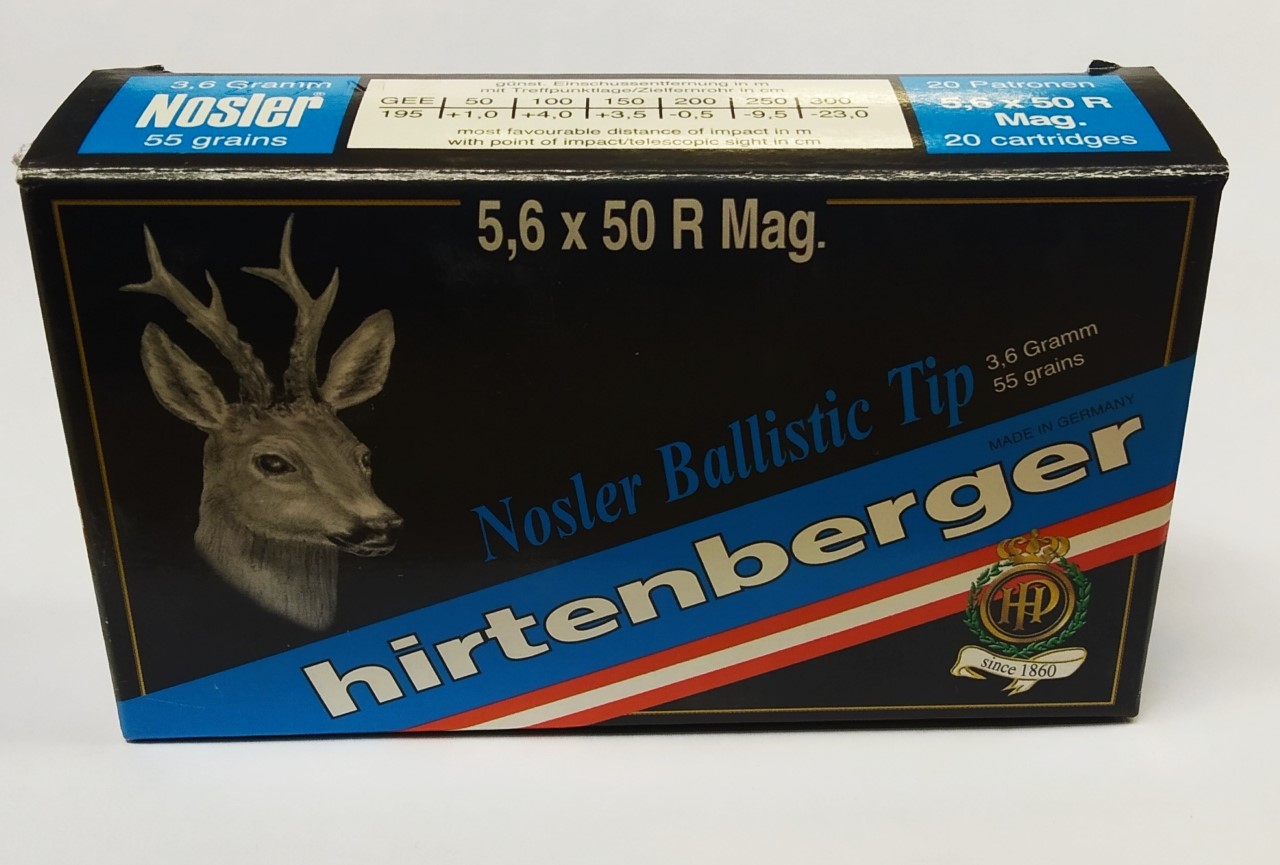 3,6 Gramm
Nosler®
55 grains
günst. Einschussentfernung in m
mit Treffpunktlage/Zielfernrohr in cm
GEE 50 100 150 200 250 300
195 +1,0 +4,0 +3,5 -0,5 -9,5 -23,0
most favourable distance of impact in m
with point of impact/telescopic sight in cm
20 Patronen
5,6 x 50 R
Mag.
20 cartridges
5,6 x 50 R Mag.
Nosler Ballistic Tip
3,6 Gramm
55 grains
MADE IN GERMANY
hirtenberger
HP
since 1860